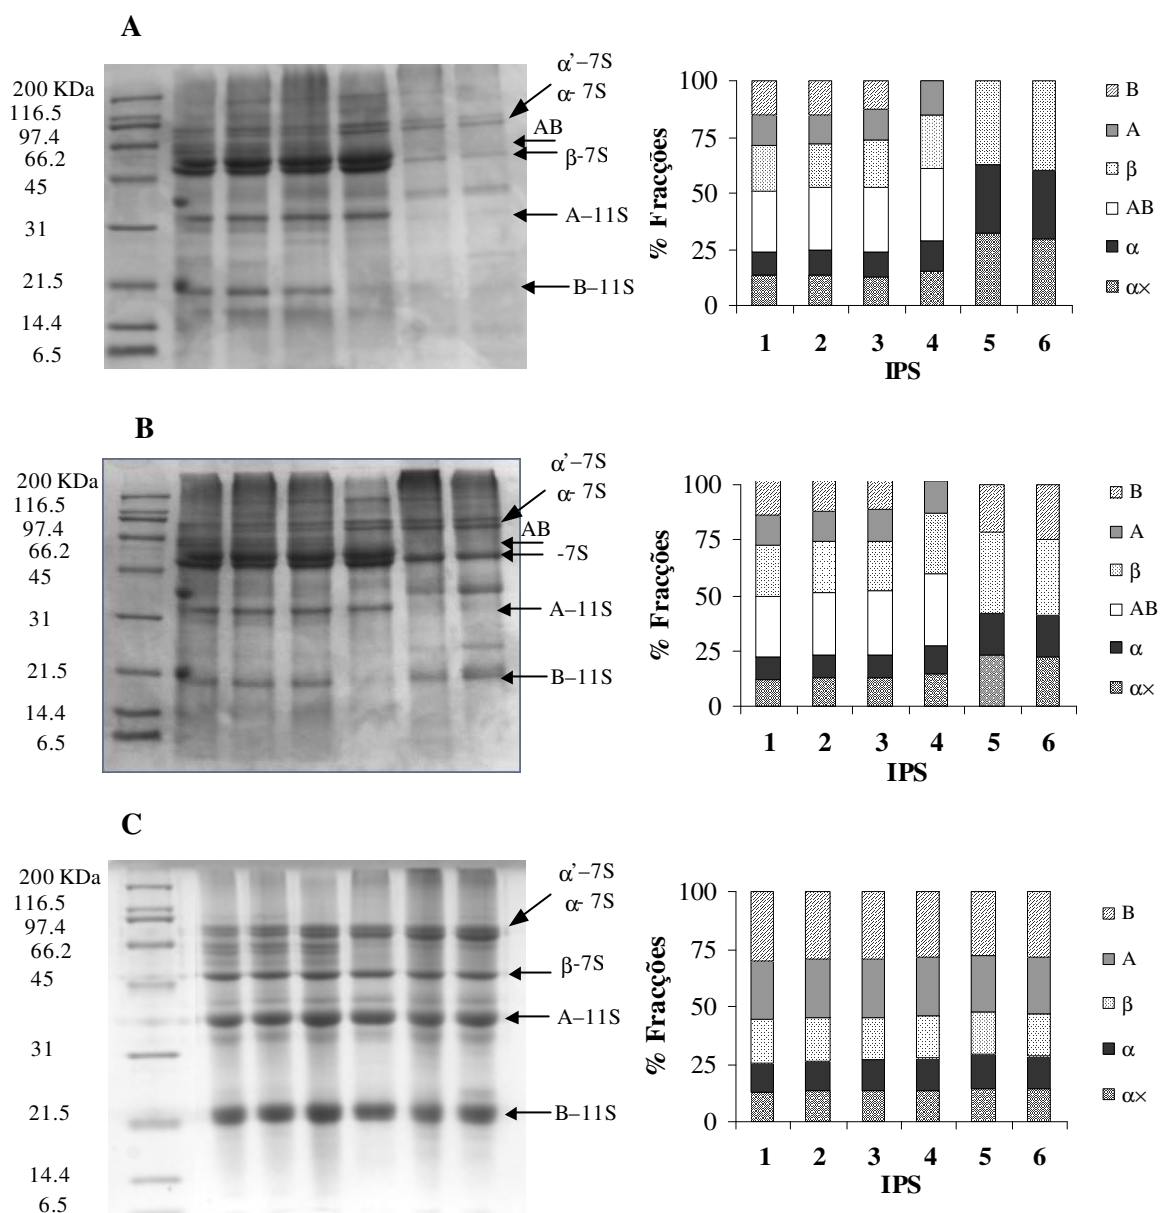 A
200 KDa
116.5
97.4
66.2
45
31
21.5
14.4
6.5
α'–7S
α- 7S
AB
β-7S
A–11S
B–11S
% Fracções
100
75
50
25
0
1 2 3 4 5 6
IPS
B
A
β
AB
α
α×
B
200 KDa
116.5
97.4
66.2
45
31
21.5
14.4
6.5
α'–7S
α- 7S
AB
-7S
A–11S
B–11S
% Fracções
100
75
50
25
0
1 2 3 4 5 6
IPS
B
A
β
AB
α
α×
C
200 KDa
116.5
97.4
66.2
45
31
21.5
14.4
6.5
α'–7S
α- 7S
β-7S
A–11S
B–11S
% Fracções
100
75
50
25
0
1 2 3 4 5 6
IPS
B
A
β
α
α×